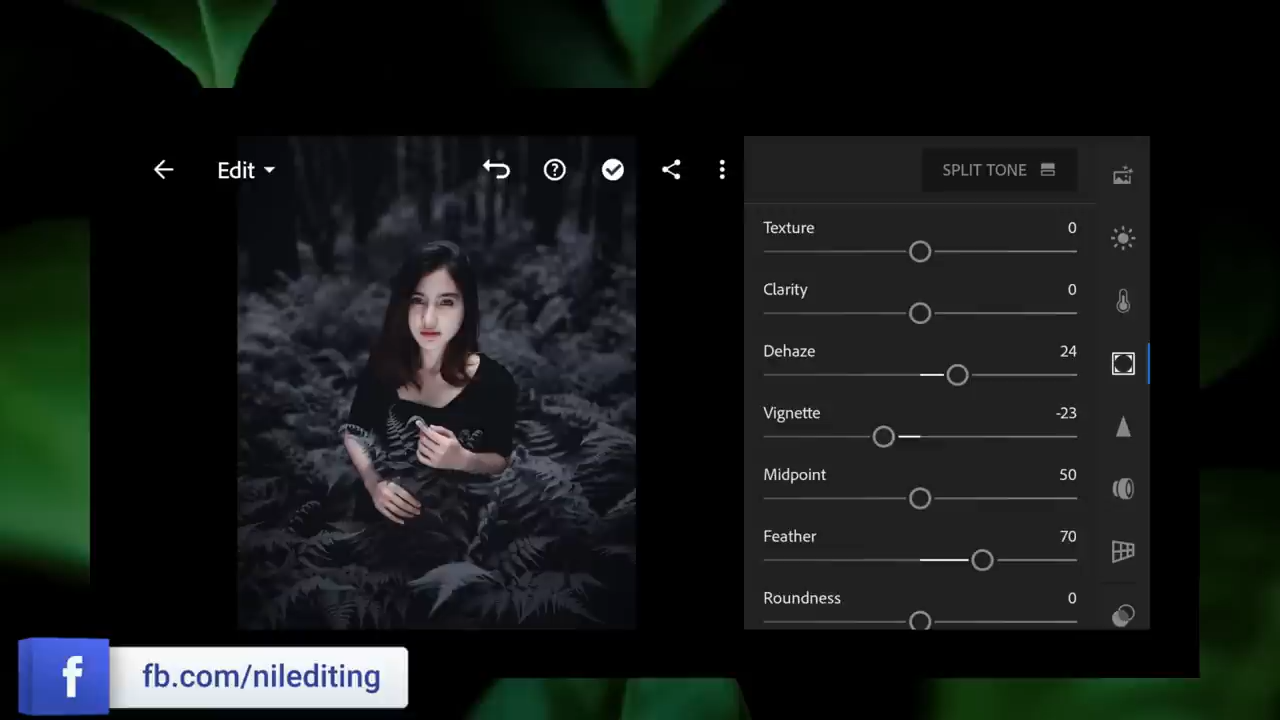 Edit
SPLIT TONE
Texture 0
Clarity 0
Dehaze 24
Vignette -23
Midpoint 50
Feather 70
Roundness 0
f fb.com/nilediting